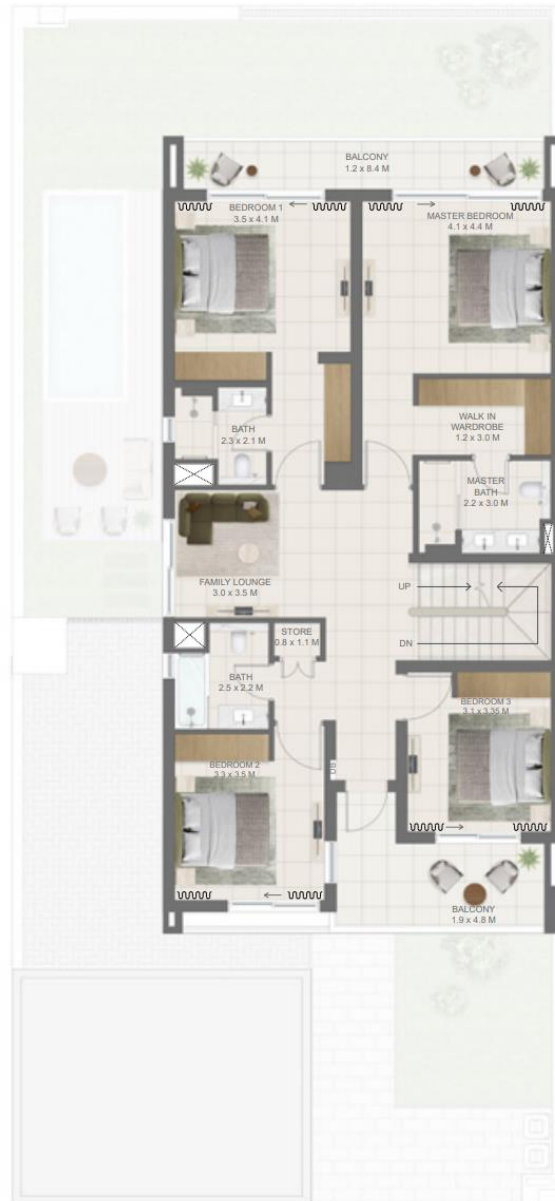 BALCONY
1.2 x 8.4 M
BEDROOM 1
3.5 x 4.1 M
MASTER BEDROOM
4.1 x 4.4 M
WALK IN
WARDROBE
1.2 x 3.0 M
BATH
2.3 x 2.1 M
MASTER
BATH
2.2 x 3.0 M
FAMILY LOUNGE
3.0 x 3.5 M
UP
DN
STORE
0.8 x 1.1 M
BATH
2.5 x 2.2 M
BEDROOM 3
3.1 x 3.35 M
BEDROOM 2
3.3 x 3.5 M
DB
BALCONY
1.9 x 4.8 M